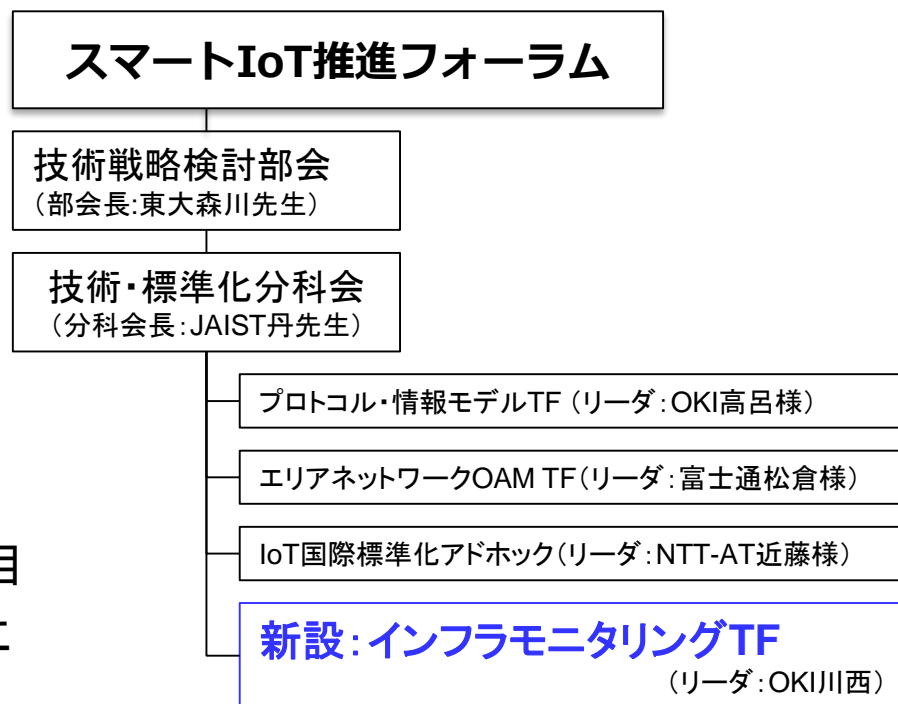 スマートIoT推進フォーラム
技術戦略検討部会
（部会長:東大森川先生）
技術・標準化分科会
（分科会長：JAIST丹先生）
プロトコル・情報モデルTF （リーダ：OKI高呂様）
エリアネットワークOAM TF（リーダ：富士通松倉様）
IoT国際標準化アドホック（リーダ：NTT-AT近藤様）
新設：インフラモニタリングTF
（リーダ：OKI川西）